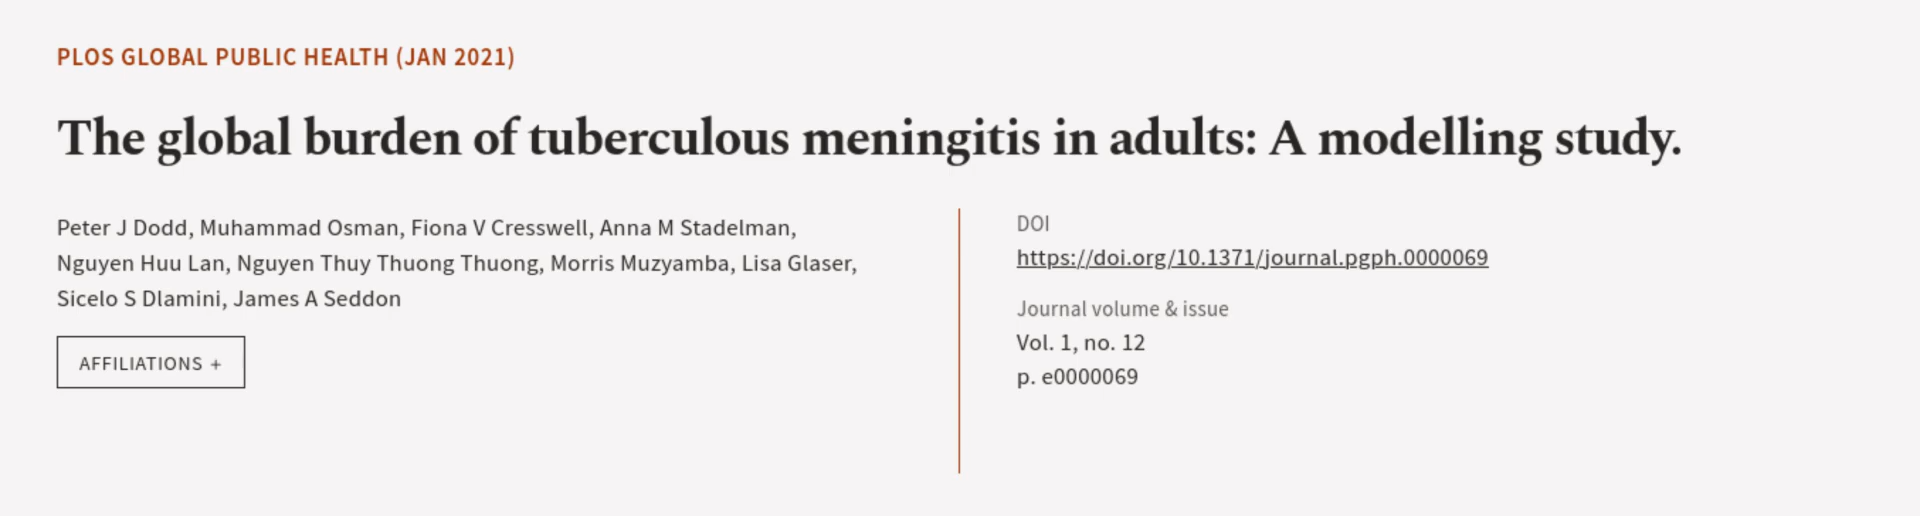 PLOS GLOBAL PUBLIC HEALTH (JAN 2021)
The global burden of tuberculous meningitis in adults: A modelling study.
Peter J Dodd, Muhammad Osman, Fiona V Cresswell, Anna M Stadelman,
Nguyen Huu Lan, Nguyen Thuy Thuong Thuong, Morris Muzyamba, Lisa Glaser,
Sicelo S Dlamini, James A Seddon
AFFILIATIONS +
DOI
https://doi.org/10.1371/journal.pgph.0000069
Journal volume & issue
Vol. 1, no. 12
p. e0000069